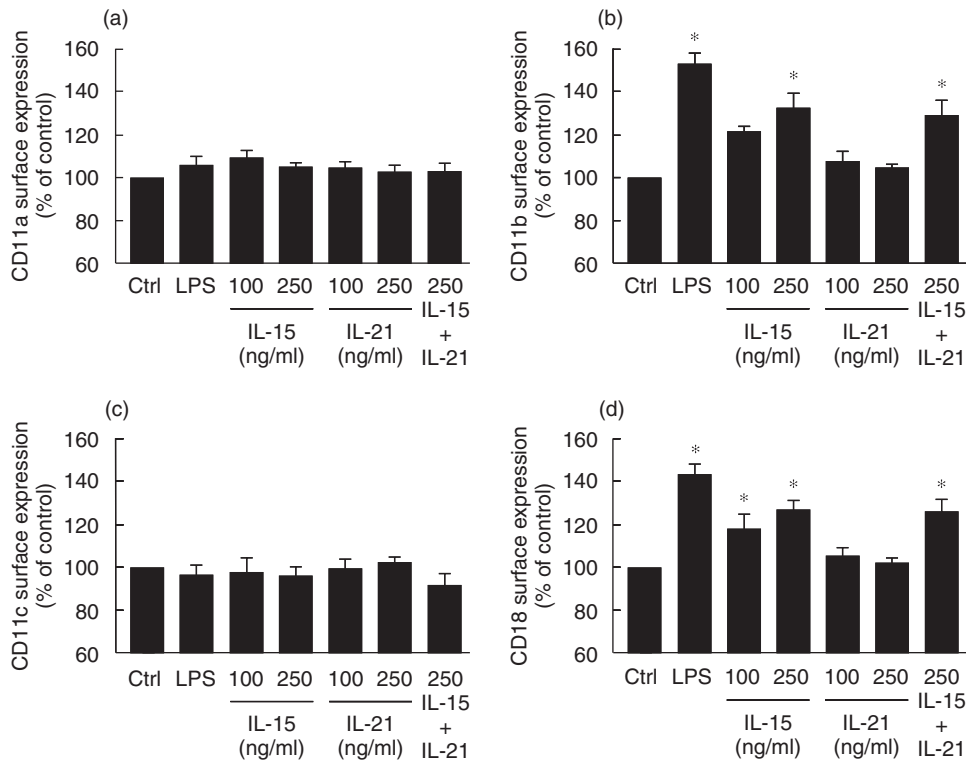 (a)
CD11a surface expression
(% of control)
160
140
120
100
80
60
Ctrl LPS 100 250 100 250 250
IL-15
(ng/ml)
IL-21
(ng/ml)
IL-15
+
IL-21
(b)
CD11b surface expression
(% of control)
160
140
120
100
80
60
* * *
Ctrl LPS 100 250 100 250 250
IL-15
(ng/ml)
IL-21
(ng/ml)
IL-15
+
IL-21
(c)
CD11c surface expression
(% of control)
160
140
120
100
80
60
Ctrl LPS 100 250 100 250 250
IL-15
(ng/ml)
IL-21
(ng/ml)
IL-15
+
IL-21
(d)
CD18 surface expression
(% of control)
160
140
120
100
80
60
* * * *
Ctrl LPS 100 250 100 250 250
IL-15
(ng/ml)
IL-21
(ng/ml)
IL-15
+
IL-21